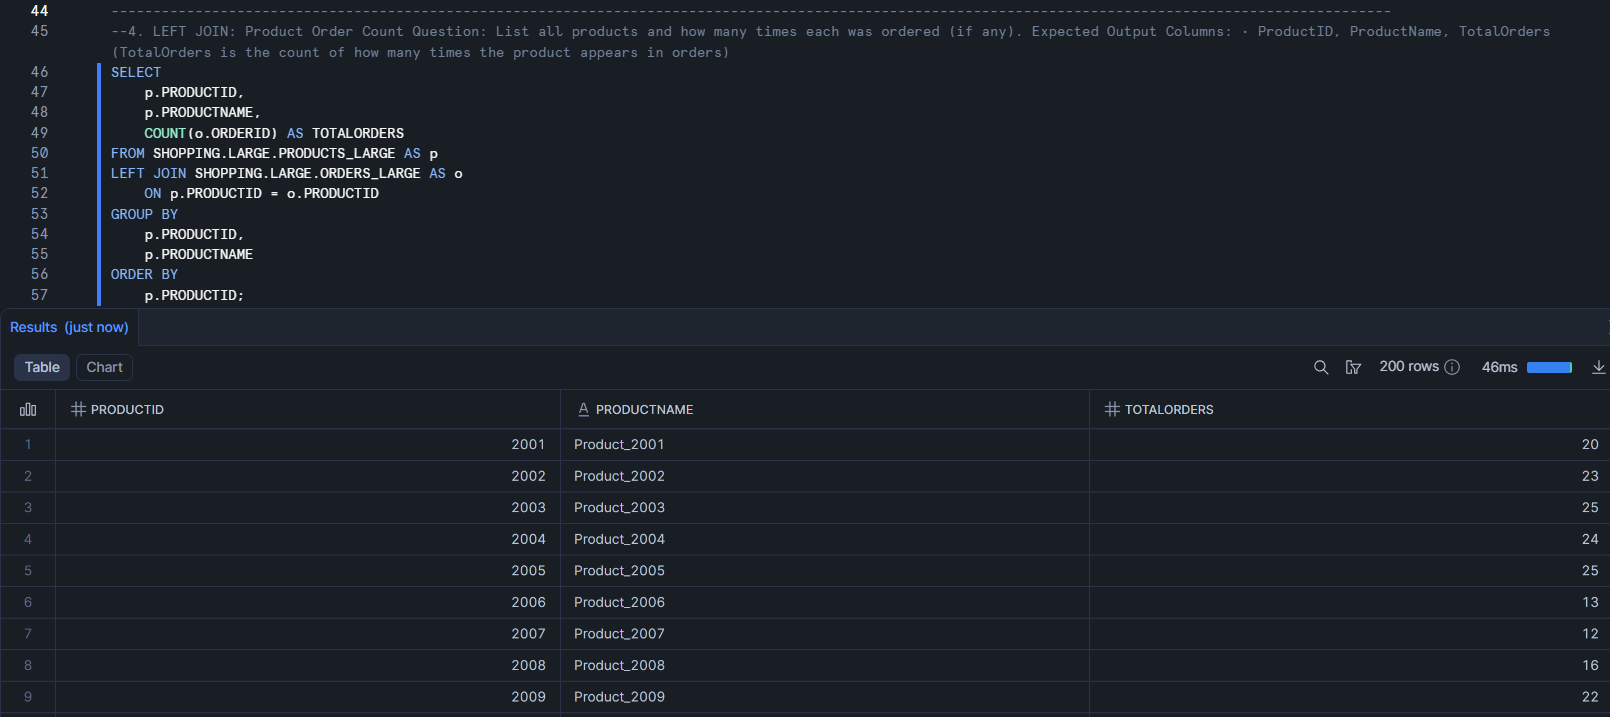 44 --------------------------------------------------------------------------------------------------------------------------------------------------------
45 --4. LEFT JOIN: Product Order Count Question: List all products and how many times each was ordered (if any). Expected Output Columns: · ProductID, ProductName, TotalOrders
(TotalOrders is the count of how many times the product appears in orders)
46 SELECT
47 p.PRODUCTID,
48 p.PRODUCTNAME,
49 COUNT(o.ORDERID) AS TOTALORDERS
50 FROM SHOPPING.LARGE.PRODUCTS_LARGE AS p
51 LEFT JOIN SHOPPING.LARGE.ORDERS_LARGE AS o
52 ON p.PRODUCTID = o.PRODUCTID
53 GROUP BY
54 p.PRODUCTID,
55 p.PRODUCTNAME
56 ORDER BY
57 p.PRODUCTID;
Results (just now)
Table Chart 200 rows 46ms
PRODUCTID PRODUCTNAME TOTALORDERS
1 2001 Product_2001 20
2 2002 Product_2002 23
3 2003 Product_2003 25
4 2004 Product_2004 24
5 2005 Product_2005 25
6 2006 Product_2006 13
7 2007 Product_2007 12
8 2008 Product_2008 16
9 2009 Product_2009 22